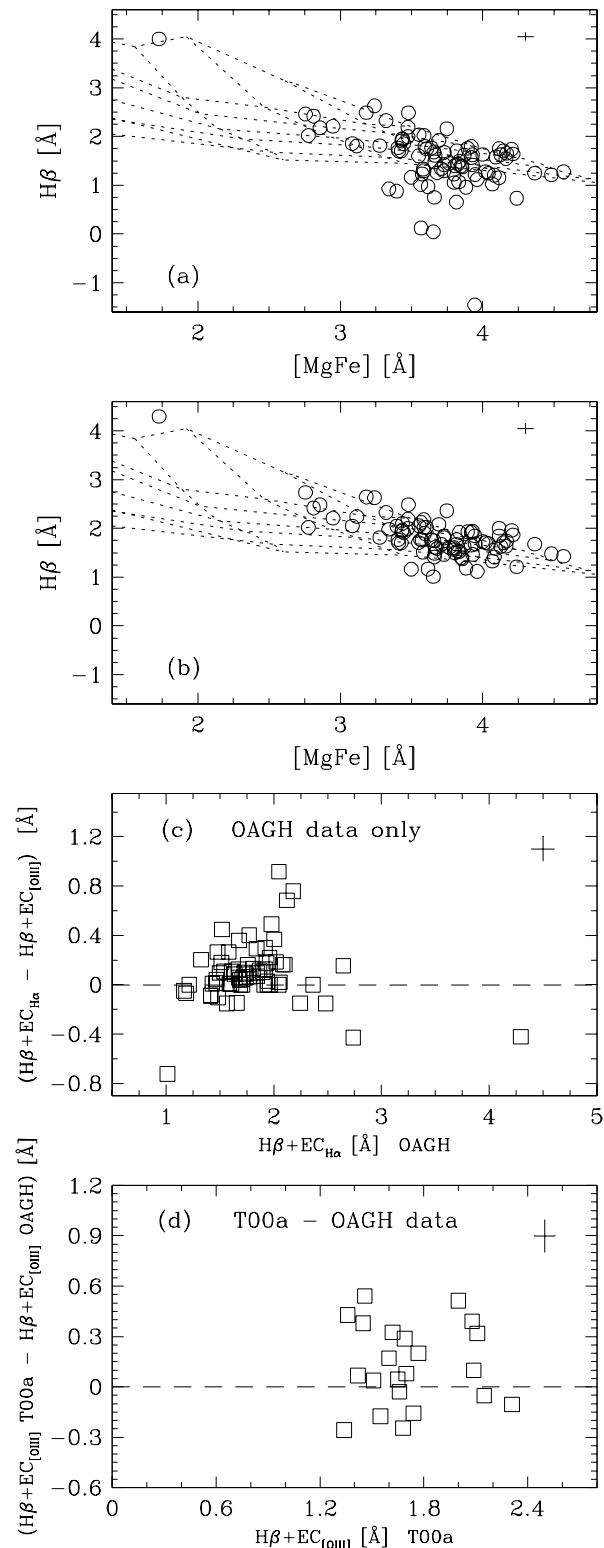 4
3
2
1
0
−1
Hβ [Å]
(a)
2 3 4
[MgFe] [Å]
4
3
2
1
0
−1
Hβ [Å]
(b)
2 3 4
[MgFe] [Å]
(c) OAGH data only
1.2
0.8
0.4
0
−0.4
−0.8
(Hβ+EC_Hα − Hβ+EC_[OIII]) [Å]
1 2 3 4 5
Hβ+EC_Hα [Å] OAGH
(d) T00a − OAGH data
1.2
0.9
0.6
0.3
0
−0.3
−0.6
(Hβ+EC_[OIII] T00a − Hβ+EC_[OIII] OAGH) [Å]
0 0.6 1.2 1.8 2.4
Hβ+EC_[OIII] [Å] T00a